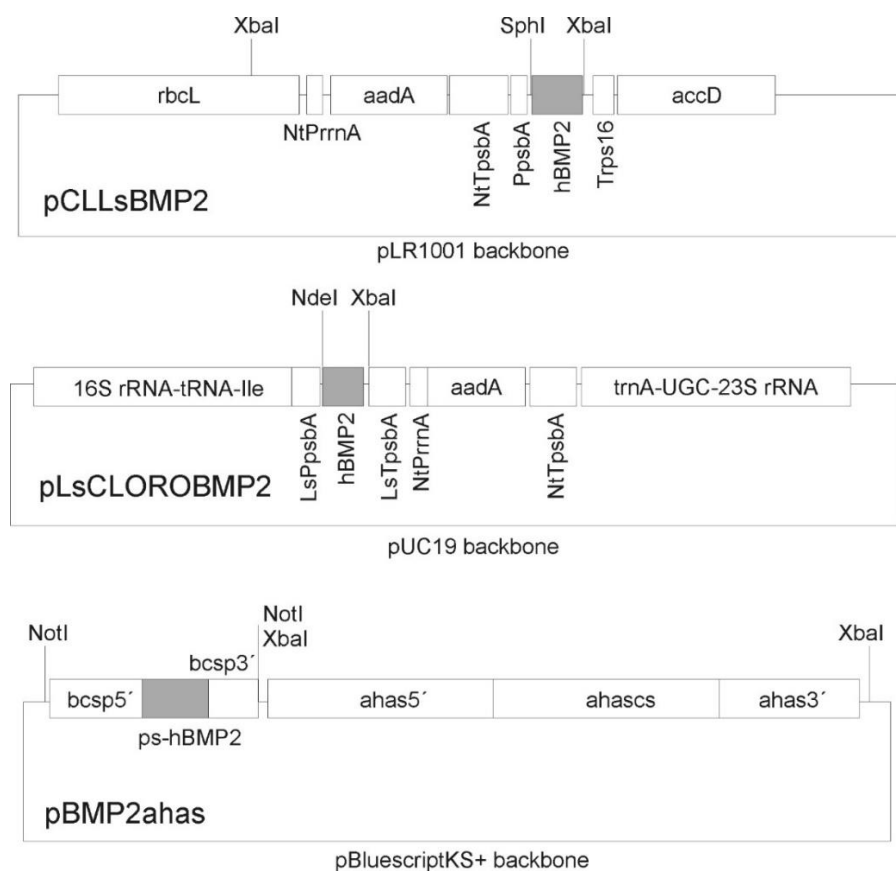 XbaI SphI XbaI
rbcL aadA hBMP2 accD
NtPrrnA NtTpsbA PpsbA hBMP2 Trps16
pCLLsBMP2
pLR1001 backbone
NdeI XbaI
16S rRNA-tRNA-Ile aadA trnA-UGC-23S rRNA
LsPpsbA hBMP2 LsTpsbA NtPrrnA NtTpsbA
pLsCLOROBMP2
pUC19 backbone
NotI
NotI XbaI XbaI
bcsp3´
bcsp5´ ahas5´ ahascs ahas3´
ps-hBMP2
pBMP2ahas
pBluescriptKS+ backbone